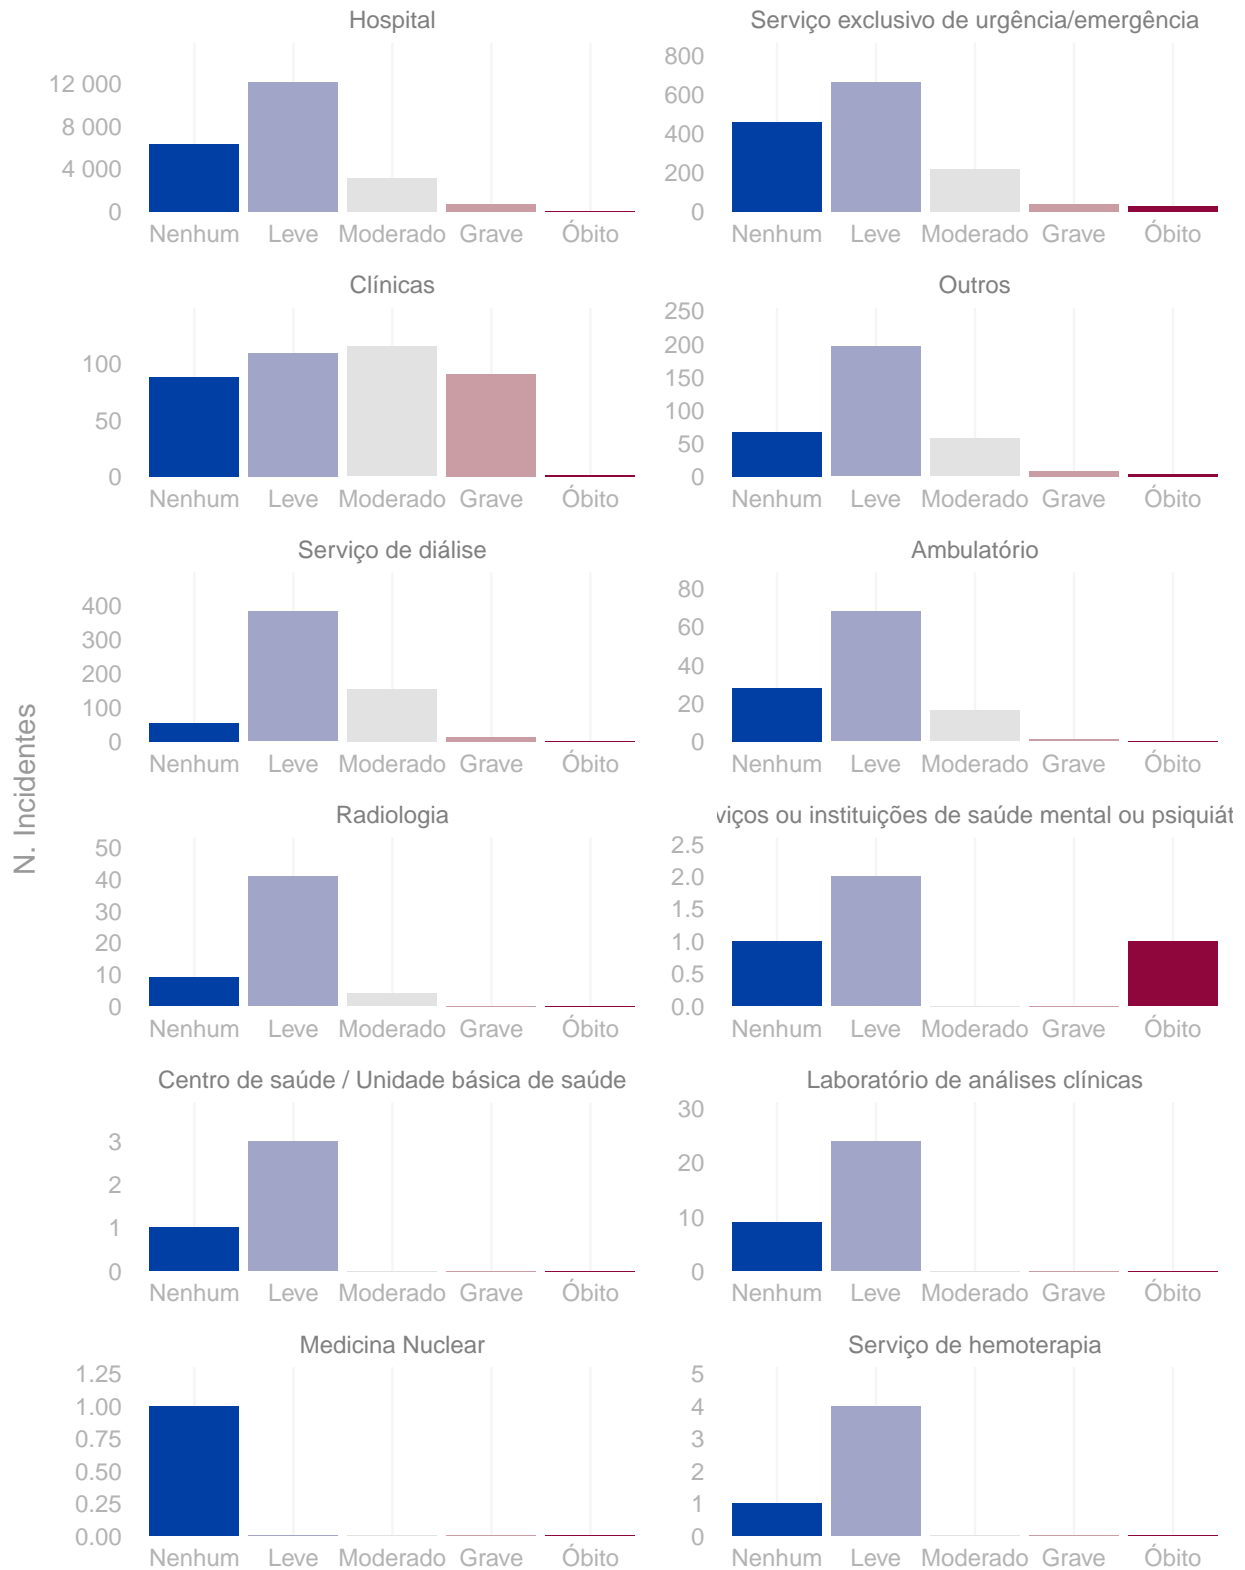 Hospital
12 000
8 000
4 000
0
Nenhum Leve Moderado Grave Óbito
Serviço exclusivo de urgência/emergência
800
600
400
200
0
Nenhum Leve Moderado Grave Óbito
Clínicas
100
50
0
Nenhum Leve Moderado Grave Óbito
Outros
250
200
150
100
50
0
Nenhum Leve Moderado Grave Óbito
Serviço de diálise
400
300
200
100
0
Nenhum Leve Moderado Grave Óbito
Ambulatório
80
60
40
20
0
Nenhum Leve Moderado Grave Óbito
N. Incidentes
Radiologia
50
40
30
20
10
0
Nenhum Leve Moderado Grave Óbito
viços ou instituições de saúde mental ou psiquiát
2.5
2.0
1.5
1.0
0.5
0.0
Nenhum Leve Moderado Grave Óbito
Centro de saúde / Unidade básica de saúde
3
2
1
0
Nenhum Leve Moderado Grave Óbito
Laboratório de análises clínicas
30
20
10
0
Nenhum Leve Moderado Grave Óbito
Medicina Nuclear
1.25
1.00
0.75
0.50
0.25
0.00
Nenhum Leve Moderado Grave Óbito
Serviço de hemoterapia
5
4
3
2
1
0
Nenhum Leve Moderado Grave Óbito